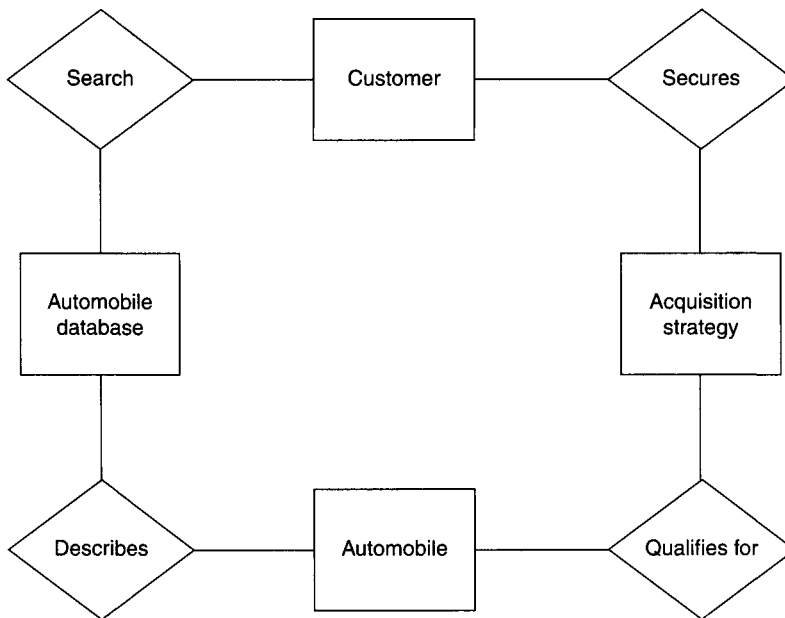 Search
Customer
Secures
Automobile
database
Acquisition
strategy
Describes
Automobile
Qualifies for